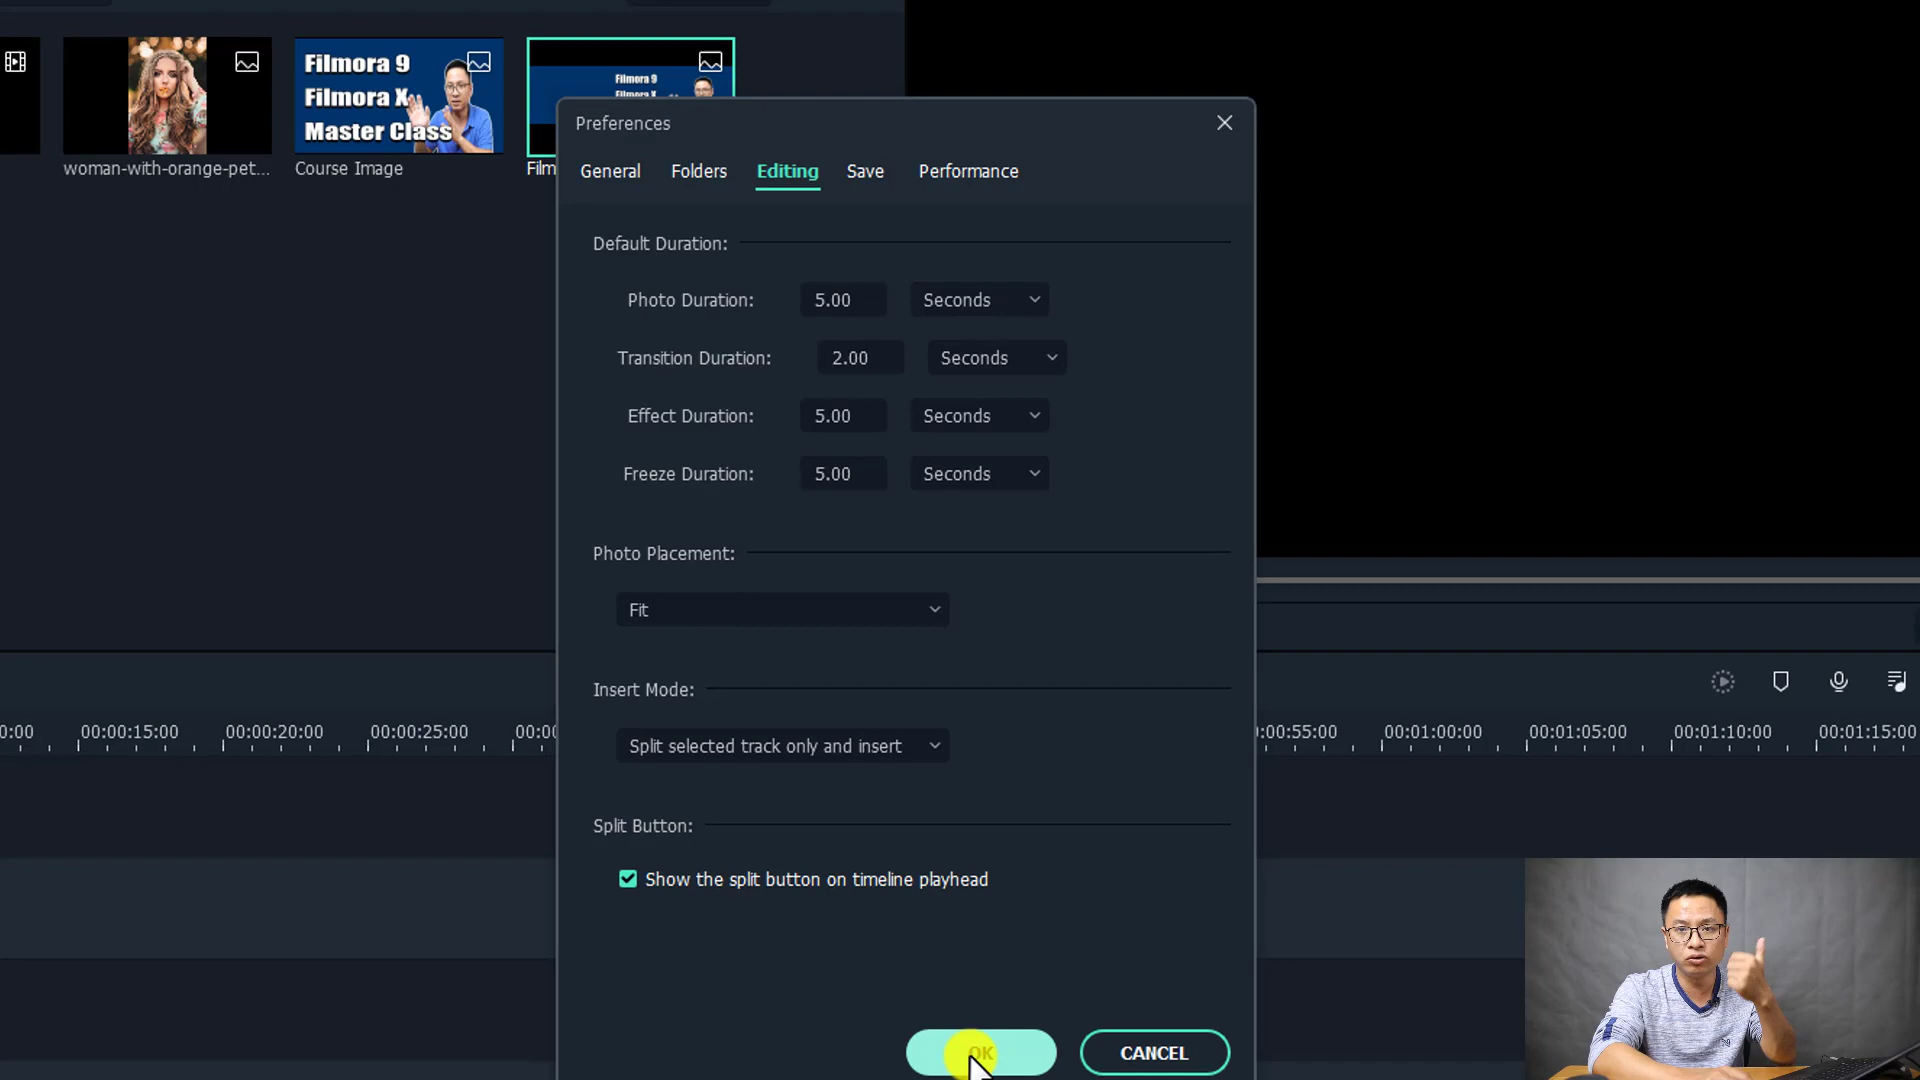 Filmora 9
Filmora X
Master Class
Filmora 9
Filmora X
woman-with-orange-pet...
Course Image
Film
Preferences
General Folders Editing Save Performance
Default Duration:
Photo Duration: 5.00 Seconds
Transition Duration: 2.00 Seconds
Effect Duration: 5.00 Seconds
Freeze Duration: 5.00 Seconds
Photo Placement:
Fit
Insert Mode:
0:00 00:00:15:00 00:00:20:00 00:00:25:00 00:0 :00:55:00 00:01:00:00 00:01:05:00 00:01:10:00 00:01:15:00
Split selected track only and insert
Split Button:
Show the split button on timeline playhead
OK CANCEL